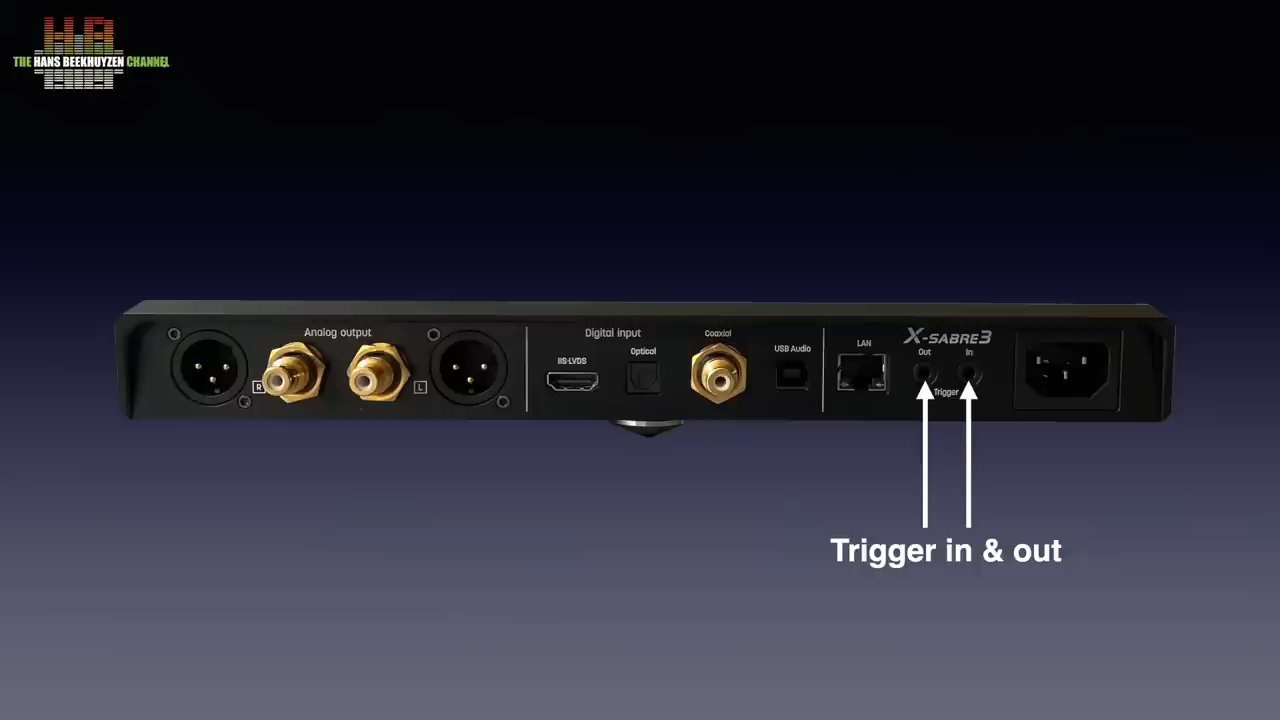 THE HANS BEEKHUYZEN CHANNEL
Analog output
R
L
Digital input
IIS-LVDS
Optical
Coaxial
USB Audio
LAN
X-SABRE3
Out
In
Trigger
Trigger in & out